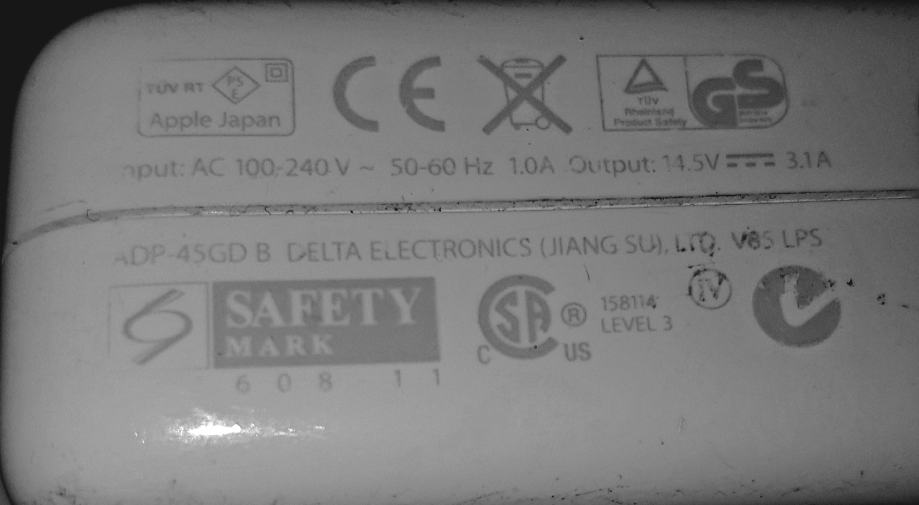 TÜV RT PSE
Apple Japan
CE
TÜV
Rheinland
Product Safety
GS
nput: AC 100-240 V ~ 50-60 Hz 1.0A Output: 14.5V 3.1A
ADP-45GD B DELTA ELECTRONICS (JIANG SU), LTD. V85 LPS
SAFETY
MARK
6 0 8 1 1
CSA ®
C US
158114
LEVEL 3
IV